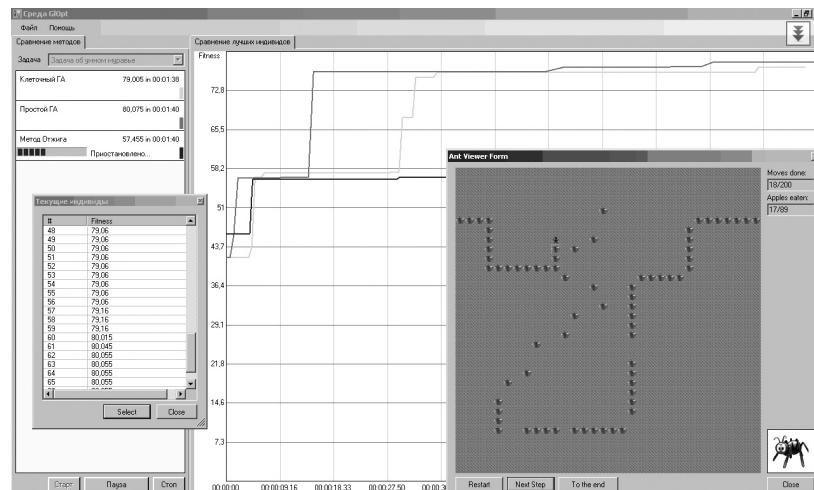 Среда GlOpt
Файл Помощь
Сравнение методов
Сравнение лучших индивидов
Задача Задача об умном муравье
Клеточный ГА 79,005 in 00:01:38
Простой ГА 80,075 in 00:01:40
Метод Отжига 57,455 in 00:01:40
Приостановлено...
Fitness
72,8
65,5
58,2
51
43,7
36,4
29,1
21,8
14,6
7,3
00:00:00 00:00:09.16 00:00:18.33 00:00:27.50
Текущие индивиды
# Fitness
48 79,06
49 79,06
50 79,06
51 79,06
52 79,06
53 79,06
54 79,06
55 79,06
56 79,06
57 79,16
58 79,16
59 79,16
60 80,015
61 80,045
62 80,055
63 80,055
64 80,055
65 80,055
Select Close
Ant Viewer Form
Moves done:
18/200
Apples eaten:
17/89
Restart Next Step To the end Close
Старт Пауза Стоп